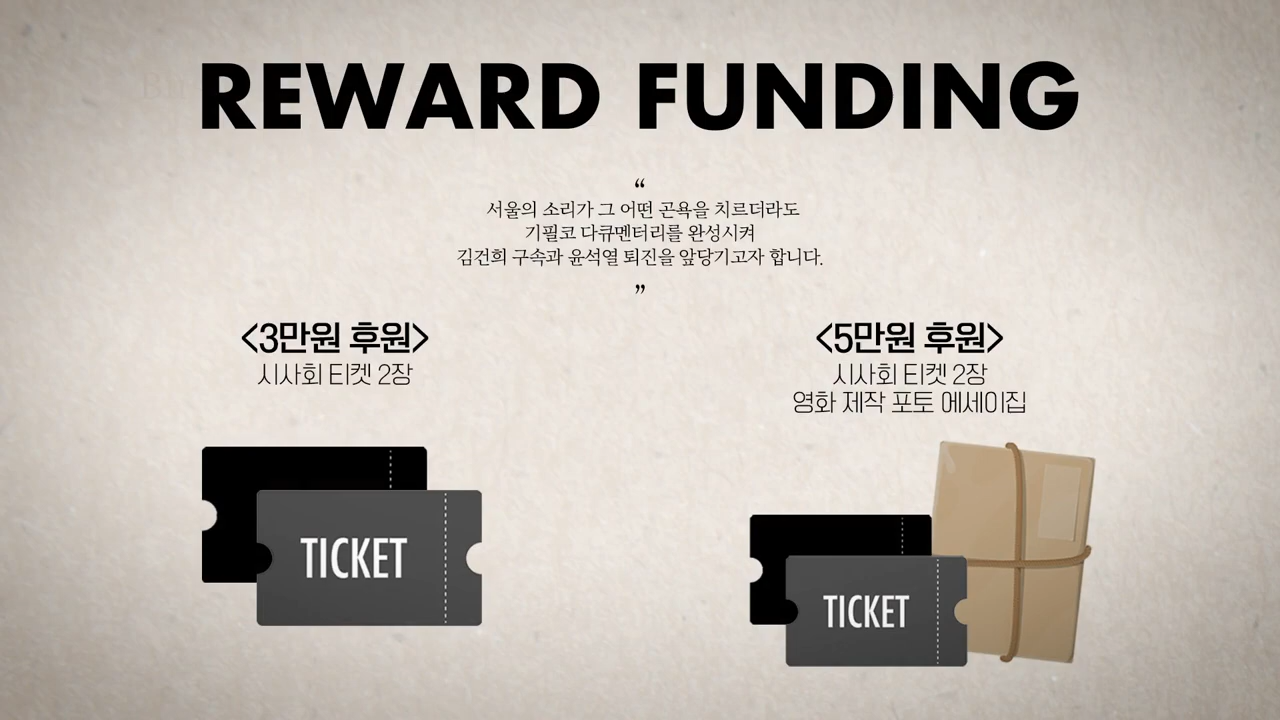 REWARD FUNDING
“
서울의 소리가 그 어떤 곤욕을 치르더라도
기필코 다큐멘터리를 완성시켜
김건희 구속과 윤석열 퇴진을 앞당기고자 합니다.
”
<3만원 후원>
시사회 티켓 2장
<5만원 후원>
시사회 티켓 2장
영화 제작 포토 에세이집
TICKET
TICKET